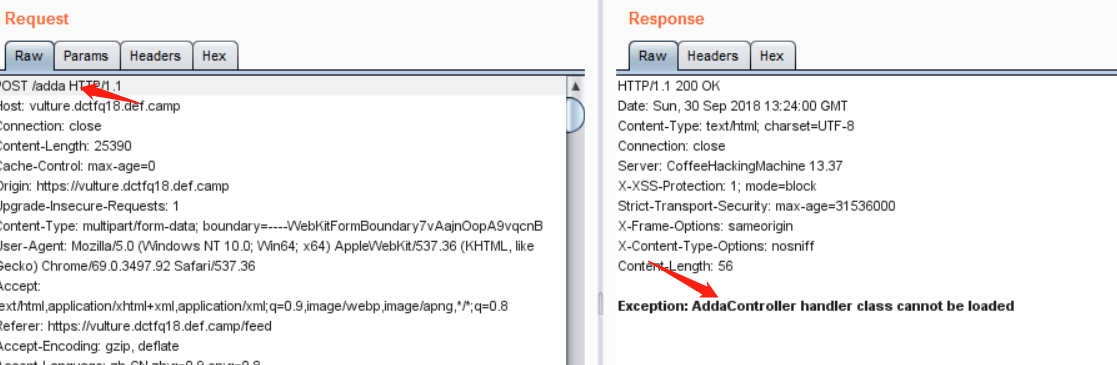 Request
Raw Params Headers Hex
POST /adda HTTP/1.1
Host: vulture.dctfq18.def.camp
Connection: close
Content-Length: 25390
Cache-Control: max-age=0
Origin: https://vulture.dctfq18.def.camp
Upgrade-Insecure-Requests: 1
Content-Type: multipart/form-data; boundary=----WebKitFormBoundary7vAajnOopA9vqcnB
User-Agent: Mozilla/5.0 (Windows NT 10.0; Win64; x64) AppleWebKit/537.36 (KHTML, like
Gecko) Chrome/69.0.3497.92 Safari/537.36
Accept:
text/html,application/xhtml+xml,application/xml;q=0.9,image/webp,image/apng,*/*;q=0.8
Referer: https://vulture.dctfq18.def.camp/feed
Accept-Encoding: gzip, deflate
Response
Raw Headers Hex
HTTP/1.1 200 OK
Date: Sun, 30 Sep 2018 13:24:00 GMT
Content-Type: text/html; charset=UTF-8
Connection: close
Server: CoffeeHackingMachine 13.37
X-XSS-Protection: 1; mode=block
Strict-Transport-Security: max-age=31536000
X-Frame-Options: sameorigin
X-Content-Type-Options: nosniff
Content-Length: 56
Exception: AddaController handler class cannot be loaded